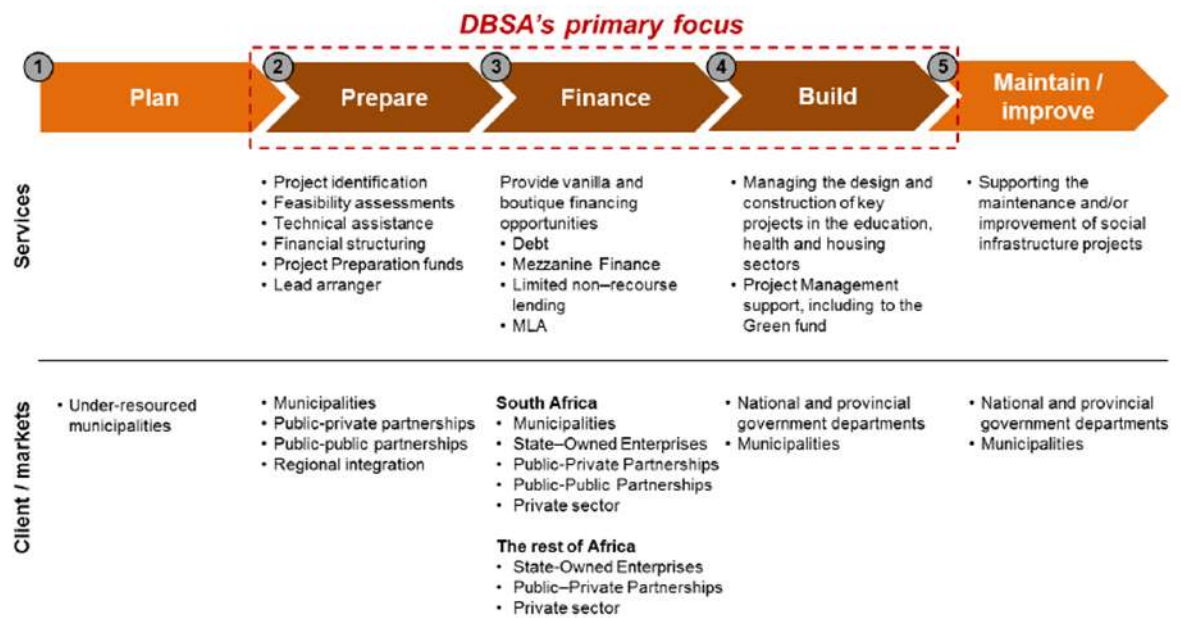 DBSA's primary focus
1
Plan
2
Prepare
3
Finance
4
Build
5
Maintain /
improve
Services
• Project identification
• Feasibility assessments
• Technical assistance
• Financial structuring
• Project Preparation funds
• Lead arranger
Provide vanilla and
boutique financing
opportunities
• Debt
• Mezzanine Finance
• Limited non–recourse
lending
• MLA
• Managing the design and
construction of key
projects in the education,
health and housing
sectors
• Project Management
support, including to the
Green fund
• Supporting the
maintenance and/or
improvement of social
infrastructure projects
Client / markets
• Under-resourced
municipalities
• Municipalities
• Public-private partnerships
• Public-public partnerships
• Regional integration
South Africa
• Municipalities
• State–Owned Enterprises
• Public-Private Partnerships
• Public-Public Partnerships
• Private sector
The rest of Africa
• State-Owned Enterprises
• Public–Private Partnerships
• Private sector
• National and provincial
government departments
• Municipalities
• National and provincial
government departments
• Municipalities